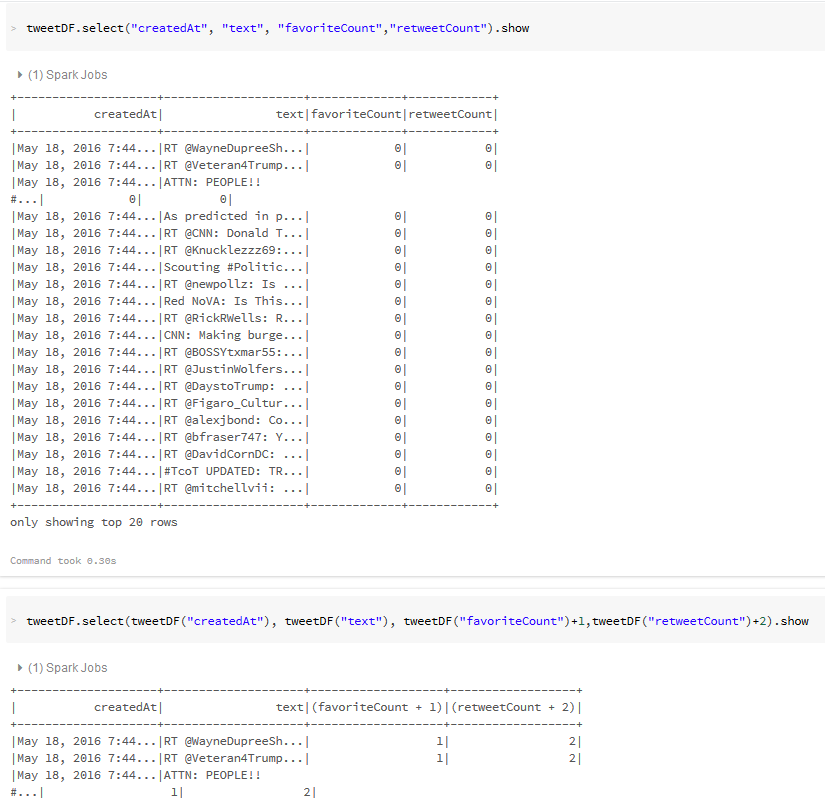 > tweetDF.select("createdAt", "text", "favoriteCount","retweetCount").show
▸ (1) Spark Jobs
+--------------------+--------------------+-------------+------------+
|           createdAt|                text|favoriteCount|retweetCount|
+--------------------+--------------------+-------------+------------+
|May 18, 2016 7:44...|RT @WayneDupreeSh...|            0|           0|
|May 18, 2016 7:44...|RT @Veteran4Trump...|            0|           0|
|May 18, 2016 7:44...|ATTN: PEOPLE!!
#...|            0|           0|
|May 18, 2016 7:44...|As predicted in p...|            0|           0|
|May 18, 2016 7:44...|RT @CNN: Donald T...|            0|           0|
|May 18, 2016 7:44...|RT @Knucklezzz69:...|            0|           0|
|May 18, 2016 7:44...|Scouting #Politic...|            0|           0|
|May 18, 2016 7:44...|RT @newpollz: Is ...|            0|           0|
|May 18, 2016 7:44...|Red NoVA: Is This...|            0|           0|
|May 18, 2016 7:44...|RT @RickRWells: R...|            0|           0|
|May 18, 2016 7:44...|CNN: Making burge...|            0|           0|
|May 18, 2016 7:44...|RT @BOSSYtxmar55:...|            0|           0|
|May 18, 2016 7:44...|RT @JustinWolfers...|            0|           0|
|May 18, 2016 7:44...|RT @DaystoTrump: ...|            0|           0|
|May 18, 2016 7:44...|RT @Figaro_Cultur...|            0|           0|
|May 18, 2016 7:44...|RT @alexjbond: Co...|            0|           0|
|May 18, 2016 7:44...|RT @bfraser747: Y...|            0|           0|
|May 18, 2016 7:44...|RT @DavidCornDC: ...|            0|           0|
|May 18, 2016 7:44...|#TcoT UPDATED: TR...|            0|           0|
|May 18, 2016 7:44...|RT @mitchellvii: ...|            0|           0|
+--------------------+--------------------+-------------+------------+
only showing top 20 rows
Command took 0.30s
> tweetDF.select(tweetDF("createdAt"), tweetDF("text"), tweetDF("favoriteCount")+1,tweetDF("retweetCount")+2).show
▸ (1) Spark Jobs
+--------------------+--------------------+-------------------+------------------+
|           createdAt|                text|(favoriteCount + 1)|(retweetCount + 2)|
+--------------------+--------------------+-------------------+------------------+
|May 18, 2016 7:44...|RT @WayneDupreeSh...|                  1|                 2|
|May 18, 2016 7:44...|RT @Veteran4Trump...|                  1|                 2|
|May 18, 2016 7:44...|ATTN: PEOPLE!!
#...|                  1|                 2|